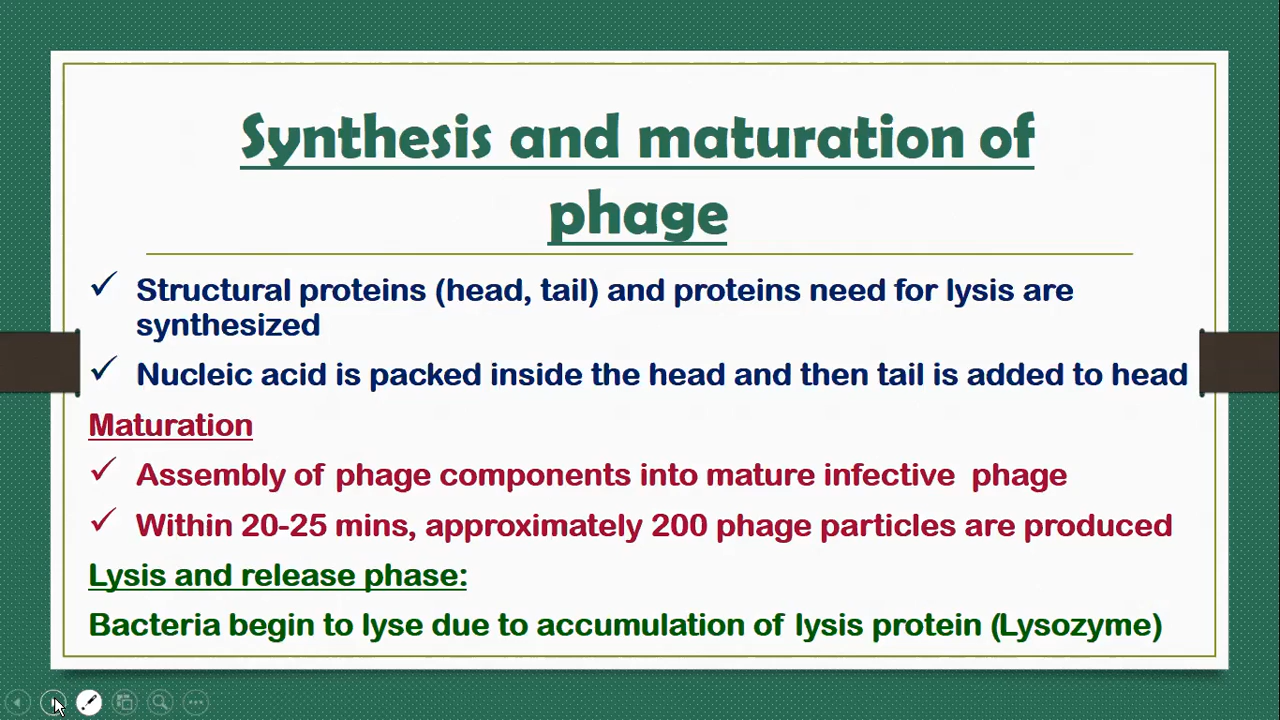 Synthesis and maturation of
phage
✓ Structural proteins (head, tail) and proteins need for lysis are
synthesized
✓ Nucleic acid is packed inside the head and then tail is added to head
Maturation
✓ Assembly of phage components into mature infective phage
✓ Within 20-25 mins, approximately 200 phage particles are produced
Lysis and release phase:
Bacteria begin to lyse due to accumulation of lysis protein (Lysozyme)